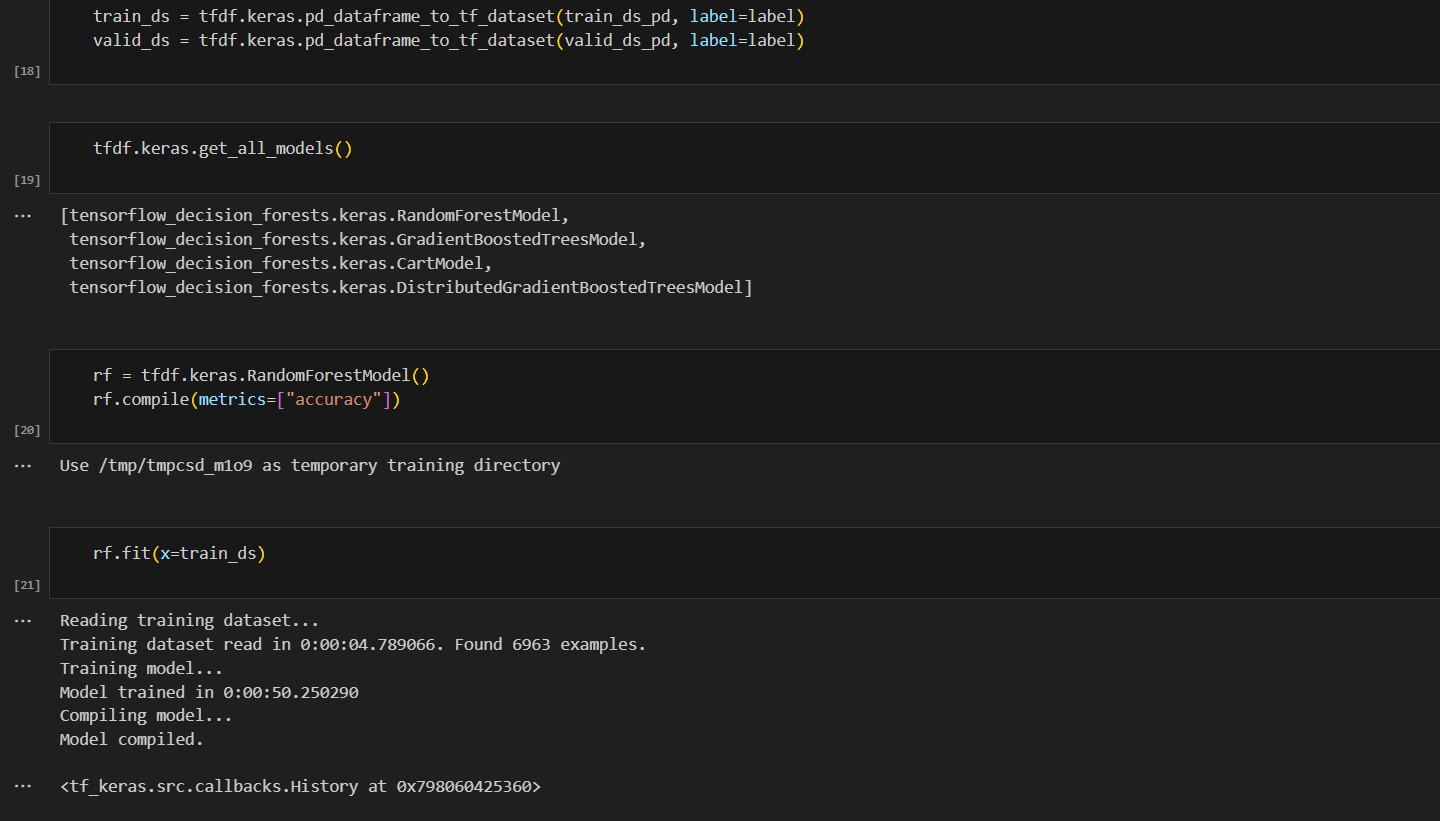 train_ds = tfdf.keras.pd_dataframe_to_tf_dataset(train_ds_pd, label=label)
valid_ds = tfdf.keras.pd_dataframe_to_tf_dataset(valid_ds_pd, label=label)
[18]
tfdf.keras.get_all_models()
[19]
... [tensorflow_decision_forests.keras.RandomForestModel,
tensorflow_decision_forests.keras.GradientBoostedTreesModel,
tensorflow_decision_forests.keras.CartModel,
tensorflow_decision_forests.keras.DistributedGradientBoostedTreesModel]
rf = tfdf.keras.RandomForestModel()
rf.compile(metrics=["accuracy"])
[20]
... Use /tmp/tmpcsd_m1o9 as temporary training directory
rf.fit(x=train_ds)
[21]
... Reading training dataset...
Training dataset read in 0:00:04.789066. Found 6963 examples.
Training model...
Model trained in 0:00:50.250290
Compiling model...
Model compiled.
... <tf_keras.src.callbacks.History at 0x798060425360>